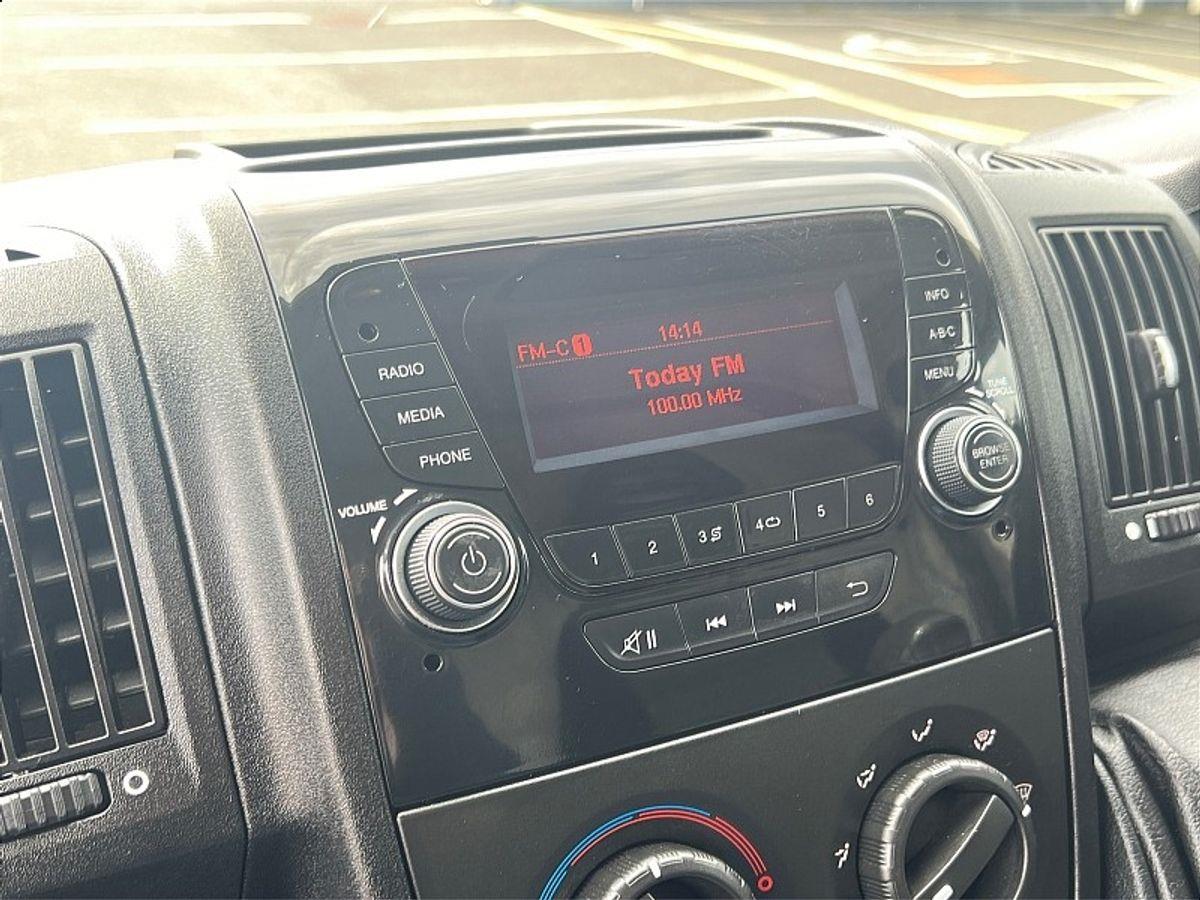 FM-C 1 14:14
Today FM
100.00 MHz
RADIO
MEDIA
PHONE
VOLUME
INFO
A-B-C
MENU
TUNE
SCROLL
BROWSE
ENTER
1 2 3 4 5 6